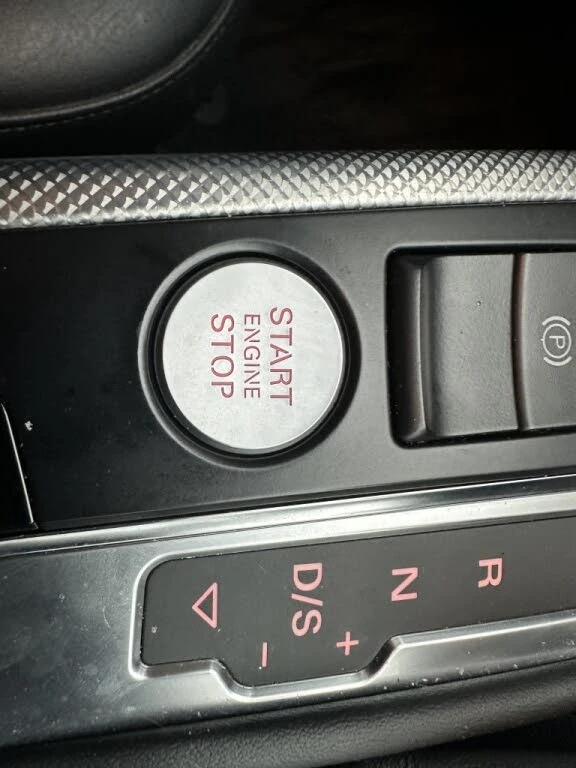 START
ENGINE
STOP
(P)
R
N
D/S
+
-